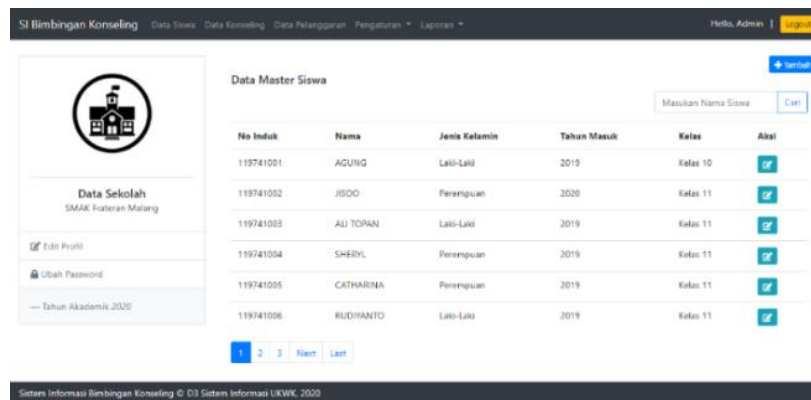 SI Bimbingan Konseling Data Siswa Data Konseling Data Pelanggaran Pengaturan Laporan Hello, Admin | Logout
+ tambah
Data Master Siswa
Masukan Nama Siswa Cari
No Induk Nama Jenis Kelamin Tahun Masuk Kelas Aksi
119741001 AGUNG Laki-Laki 2019 Kelas 10
119741002 JISOO Perempuan 2020 Kelas 11
119741003 ALI TOPAN Laki-Laki 2019 Kelas 11
119741004 SHERYL Perempuan 2019 Kelas 11
119741005 CATHARINA Perempuan 2019 Kelas 11
119741006 RUDIYANTO Laki-Laki 2019 Kelas 11
1 2 3 Next Last
Data Sekolah
SMAK Frateran Malang
Edit Profil
Ubah Password
— Tahun Akademik 2020
Sistem Informasi Bimbingan Konseling © D3 Sistem Informasi UKWK, 2020